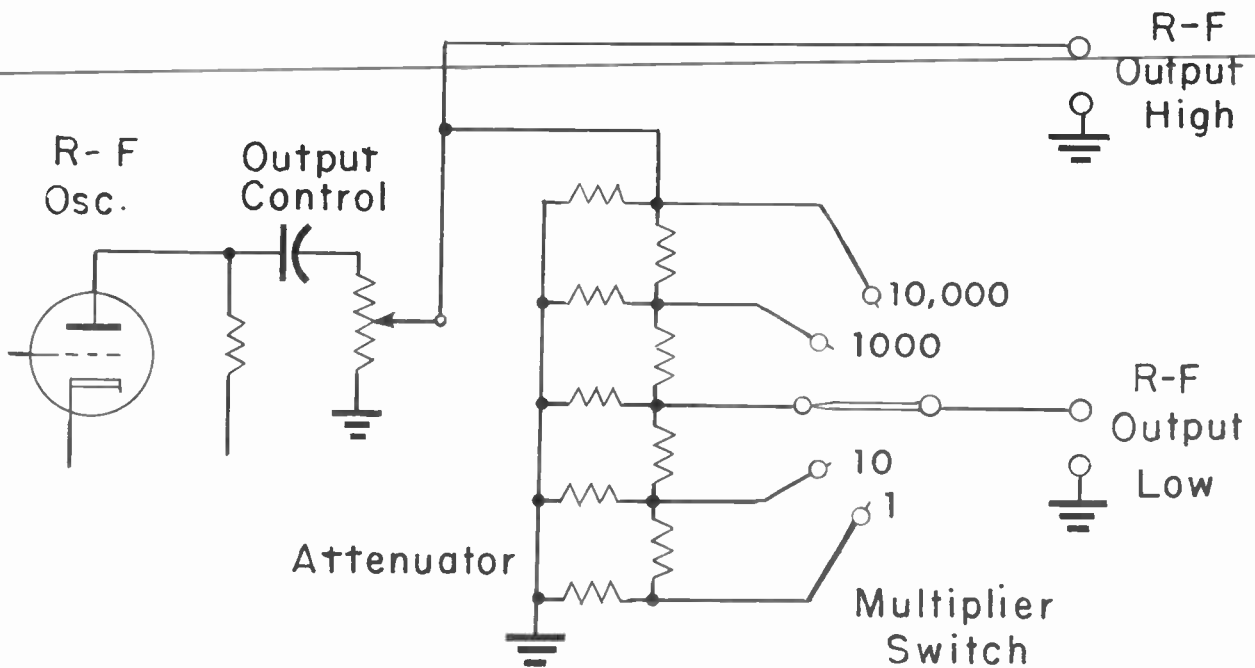 R-F
Output
High
R-F
Osc.
Output
Control
10,000
1000
R-F
Output
Low
10
1
Attenuator
Multiplier
Switch